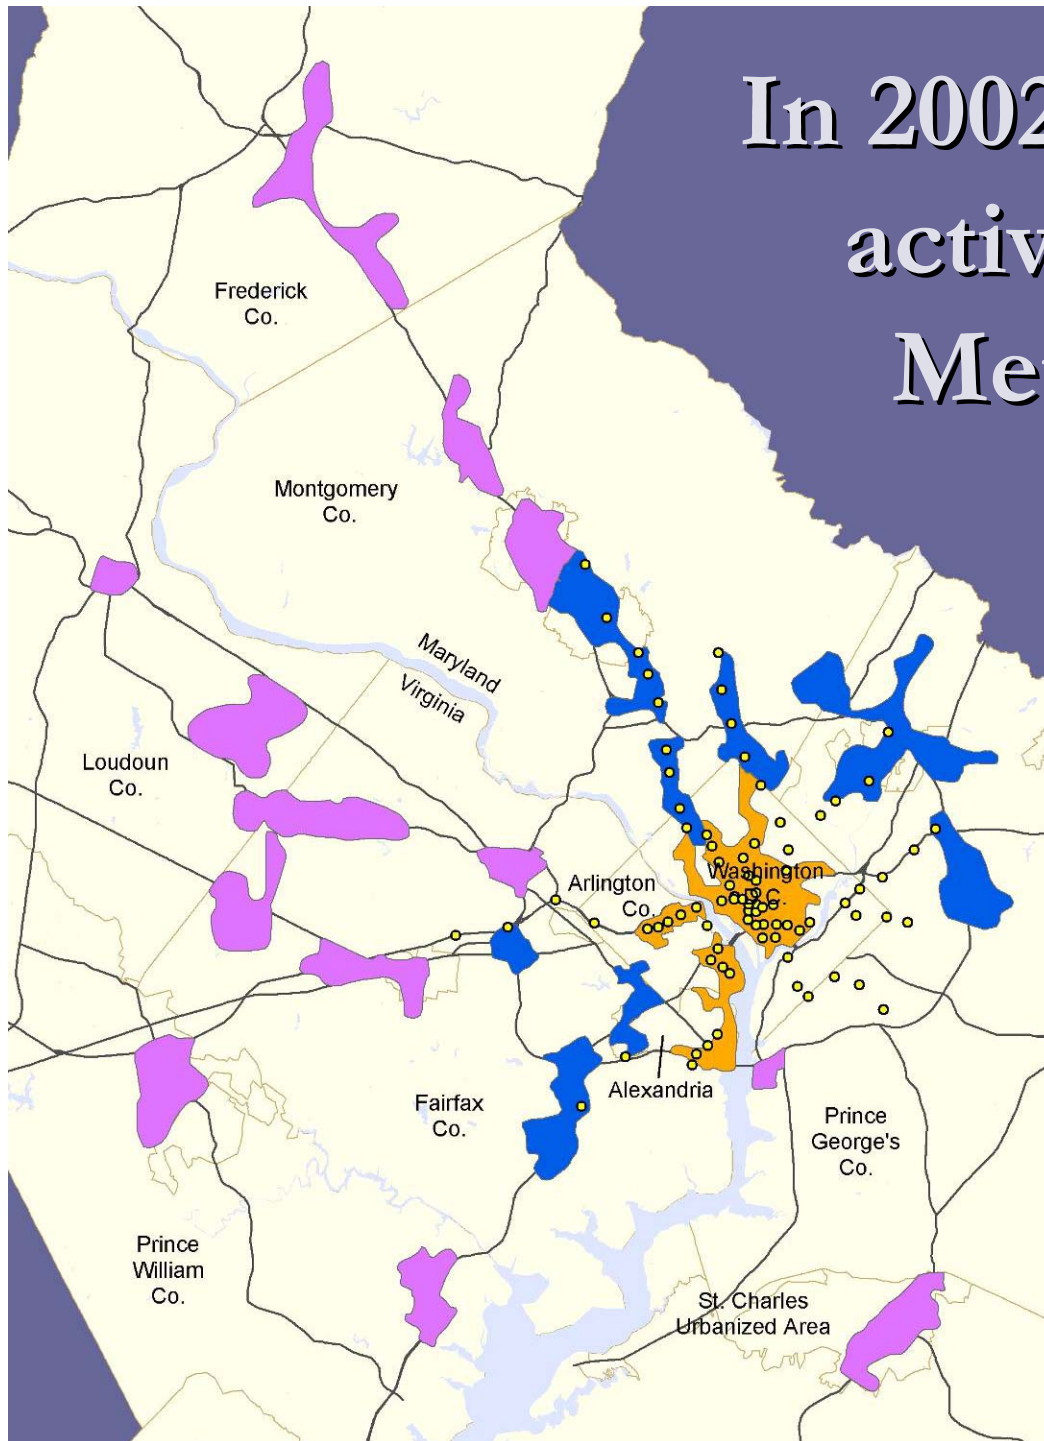 In 2002
activ
Me
Frederick
Co.
Montgomery
Co.
Maryland
Virginia
Loudoun
Co.
Arlington
Co.
Washington
D.C.
Alexandria
Fairfax
Co.
Prince
George's
Co.
Prince
William
Co.
St. Charles
Urbanized Area